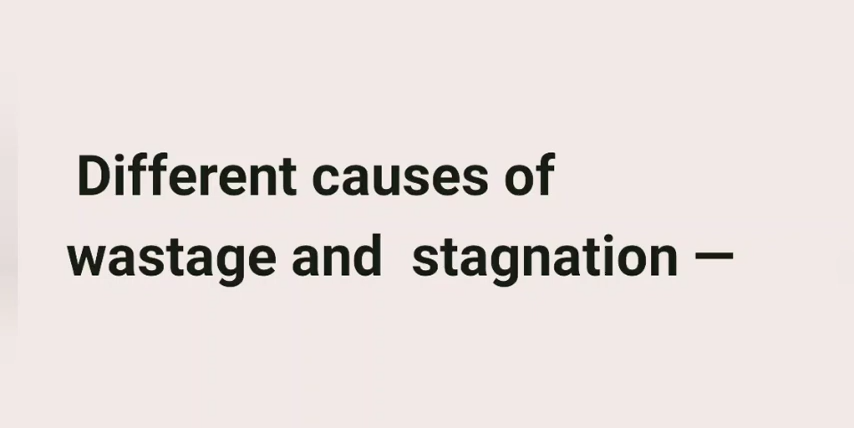 Different causes of
wastage and  stagnation —